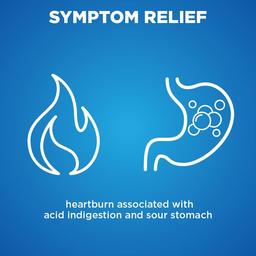 SYMPTOM RELIEF
heartburn associated with
acid indigestion and sour stomach